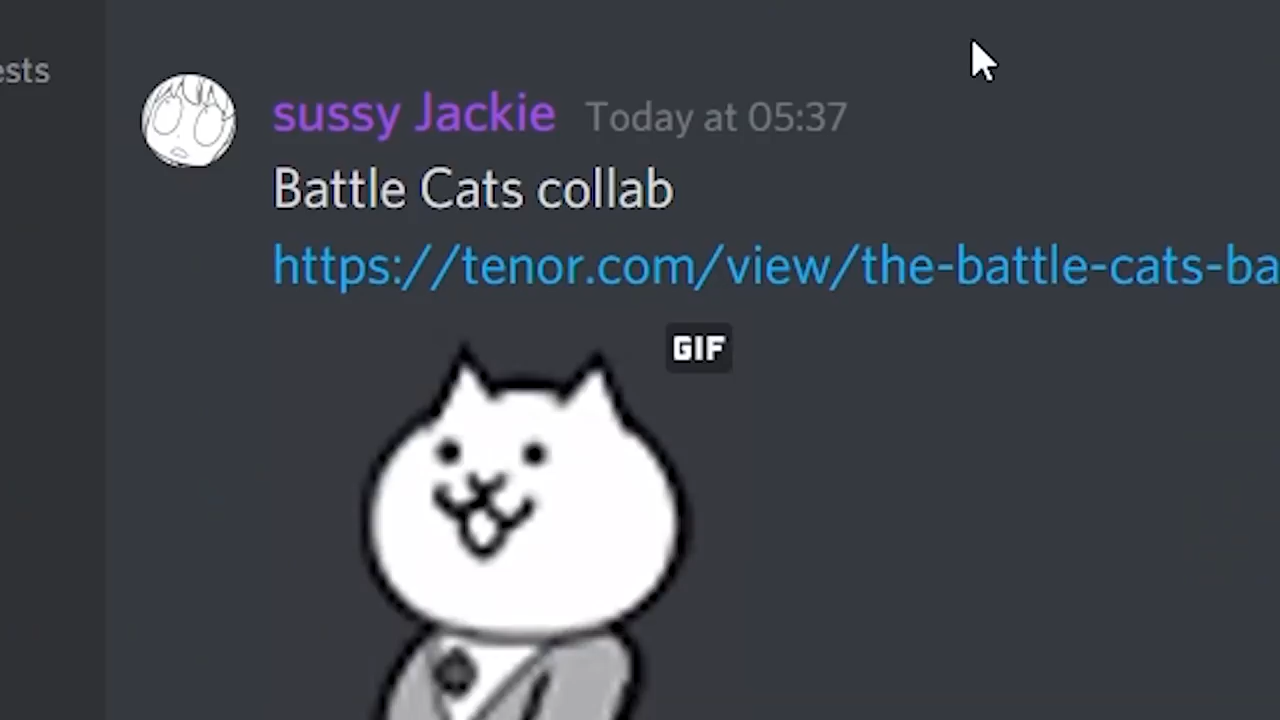 ests
sussy Jackie Today at 05:37
Battle Cats collab
https://tenor.com/view/the-battle-cats-ba
GIF